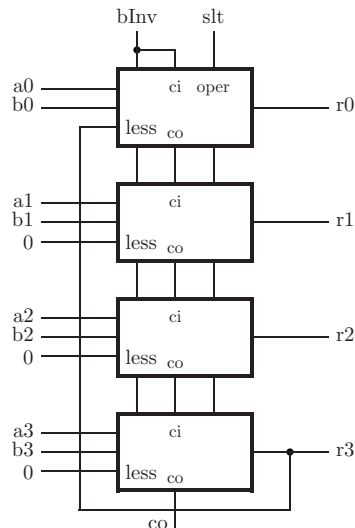 bInv slt
a0
b0
ci oper
r0
less co
a1
b1
0
ci
r1
less co
a2
b2
0
ci
r2
less co
a3
b3
0
ci
r3
less co
co